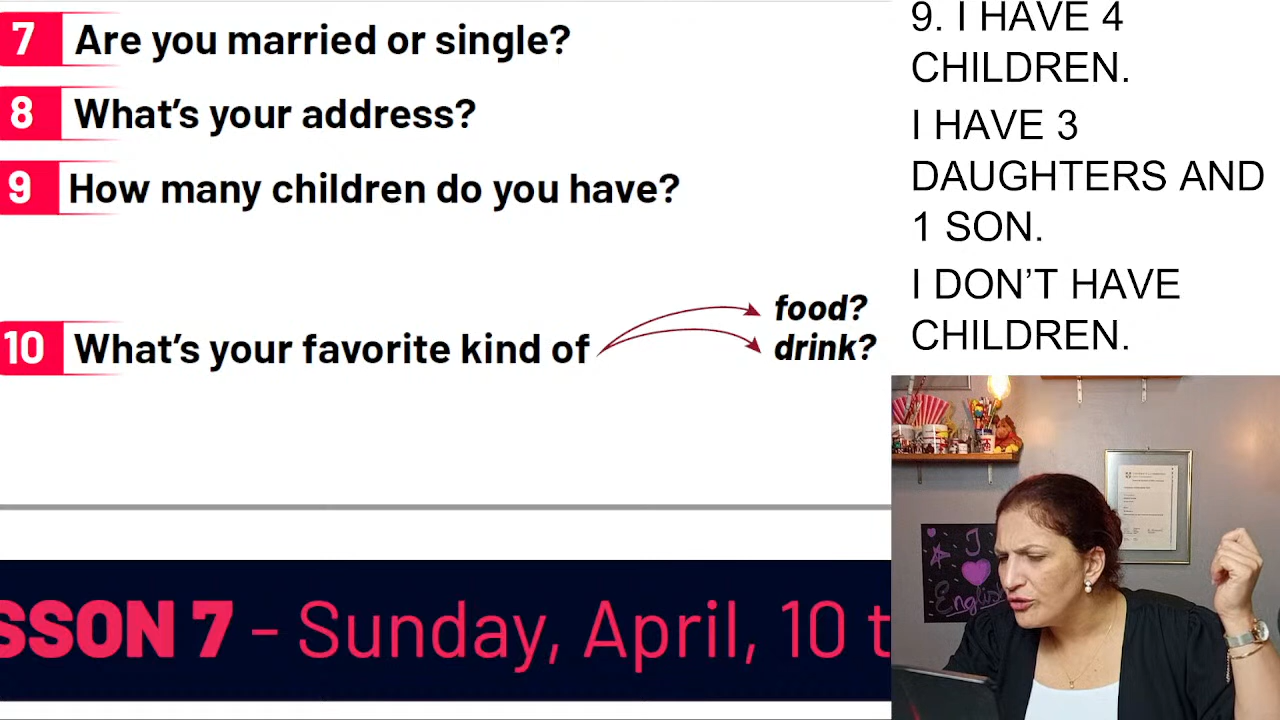 7 Are you married or single?
8 What's your address?
9 How many children do you have?
10 What's your favorite kind of
food?
drink?
SSON 7 - Sunday, April, 10 t
9. I HAVE 4
CHILDREN.
I HAVE 3
DAUGHTERS AND
1 SON.
I DON'T HAVE
CHILDREN.
I
English